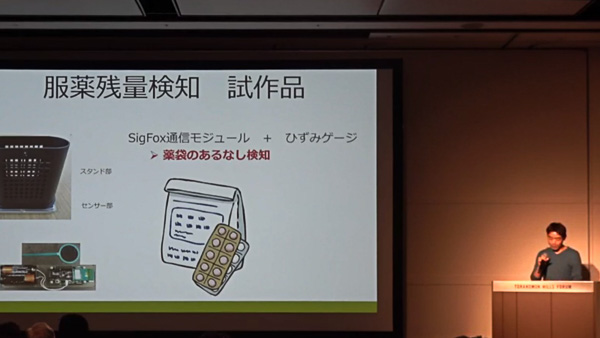 服薬残量検知 試作品
SigFox通信モジュール + ひずみゲージ
➢ 薬袋のあるなし検知
スタンド部
センサー部
TORANOMON HILLS FORUM